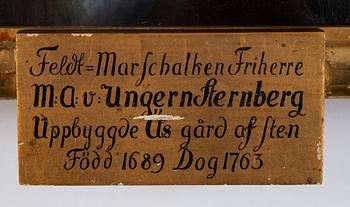 Feldt=Marschalken Friherre
M: A: v: Ungern Sternberg
Uppbyggde Ås gård af sten
Född 1689 Dog 1763